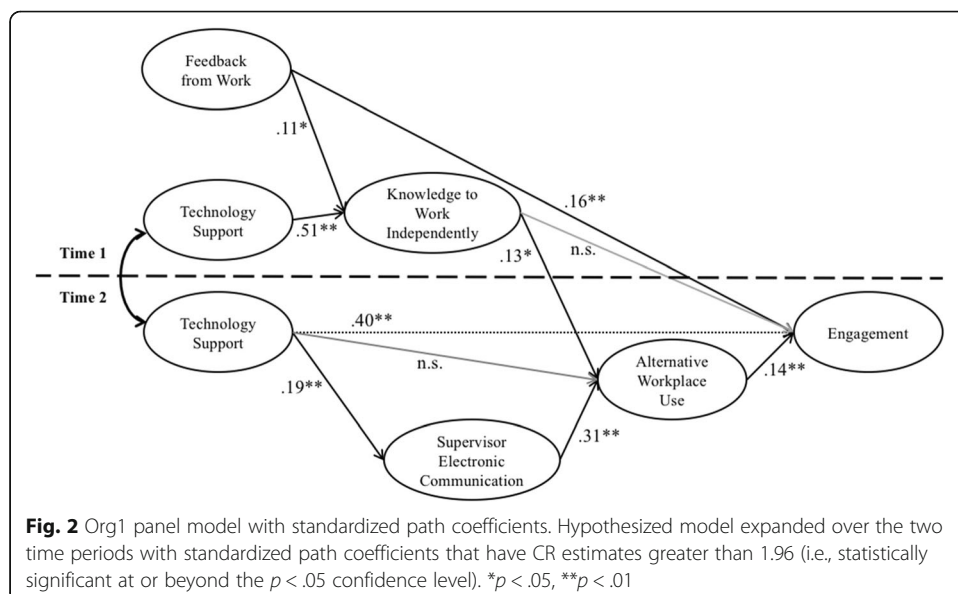 Feedback
from Work
.11*
Technology
Support
.51**
Knowledge to
Work
Independently
.16**
n.s.
.13*
Time 1
Time 2
Technology
Support
.40**
n.s.
.19**
Engagement
Alternative
Workplace
Use
.14**
.31**
Supervisor
Electronic
Communication
Fig. 2 Org1 panel model with standardized path coefficients. Hypothesized model expanded over the two
time periods with standardized path coefficients that have CR estimates greater than 1.96 (i.e., statistically
significant at or beyond the p < .05 confidence level). *p < .05, **p < .01